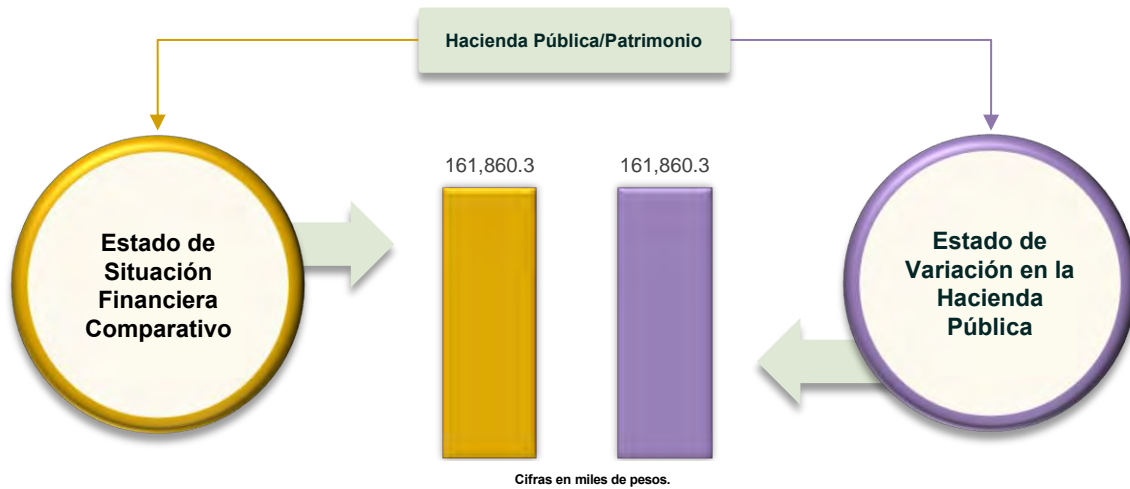 Hacienda Pública/Patrimonio
161,860.3
161,860.3
Estado de
Situación
Financiera
Comparativo
Estado de
Variación en la
Hacienda
Pública
Cifras en miles de pesos.